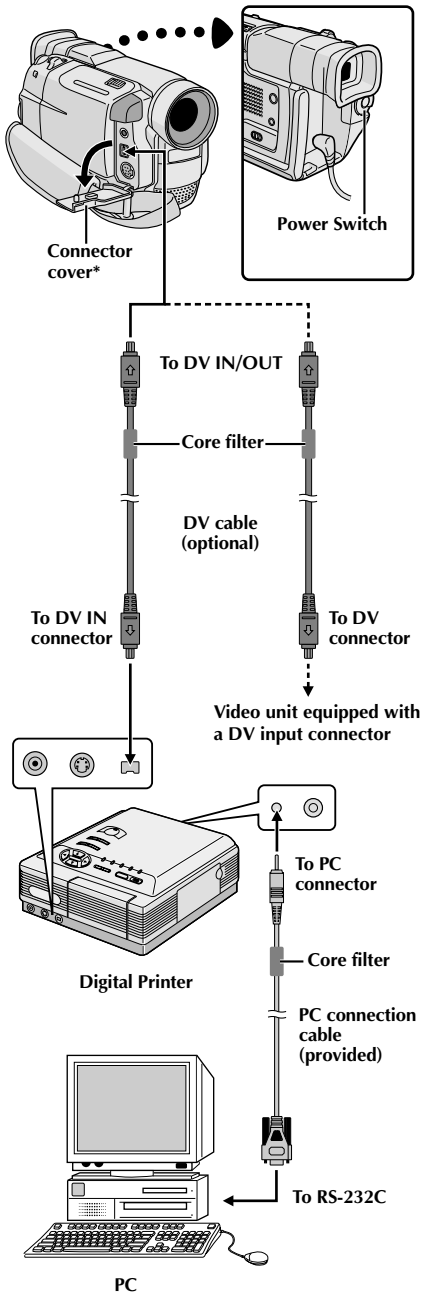 Power Switch
Connector
cover*
To DV IN/OUT
Core filter
DV cable
(optional)
To DV IN
connector
To DV
connector
Video unit equipped with
a DV input connector
To PC
connector
Digital Printer
Core filter
PC connection
cable
(provided)
To RS-232C
PC